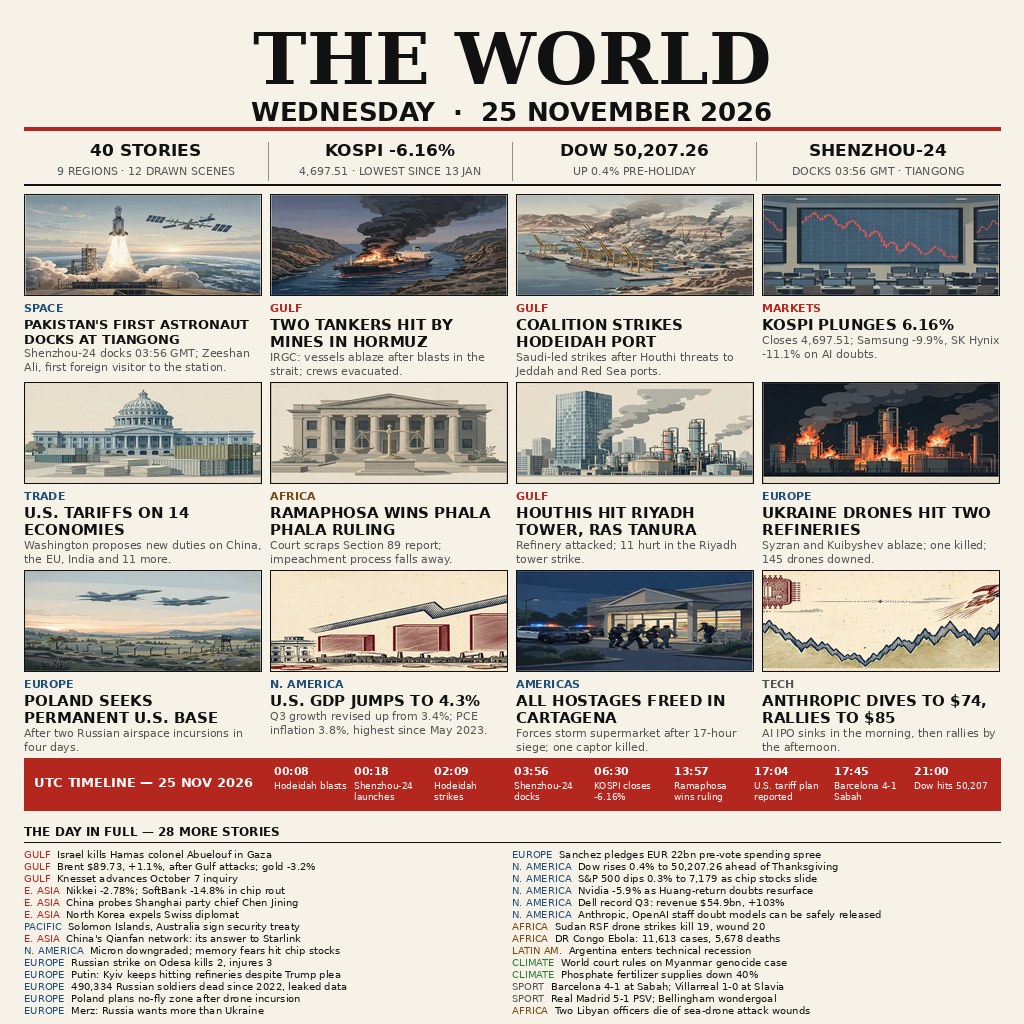 THE WORLD
WEDNESDAY · 25 NOVEMBER 2026
40 STORIES
9 REGIONS · 12 DRAWN SCENES
KOSPI -6.16%
4,697.51 · LOWEST SINCE 13 JAN
DOW 50,207.26
UP 0.4% PRE-HOLIDAY
SHENZHOU-24
DOCKS 03:56 GMT · TIANGONG
SPACE
PAKISTAN'S FIRST ASTRONAUT
DOCKS AT TIANGONG
Shenzhou-24 docks 03:56 GMT; Zeeshan
Ali, first foreign visitor to the station.
GULF
TWO TANKERS HIT BY
MINES IN HORMUZ
IRGC: vessels ablaze after blasts in the
strait; crews evacuated.
GULF
COALITION STRIKES
HODEIDAH PORT
Saudi-led strikes after Houthi threats to
Jeddah and Red Sea ports.
MARKETS
KOSPI PLUNGES 6.16%
Closes 4,697.51; Samsung -9.9%, SK Hynix
-11.1% on AI doubts.
TRADE
U.S. TARIFFS ON 14
ECONOMIES
Washington proposes new duties on China,
the EU, India and 11 more.
AFRICA
RAMAPHOSA WINS PHALA
PHALA RULING
Court scraps Section 89 report;
impeachment process falls away.
GULF
HOUTHIS HIT RIYADH
TOWER, RAS TANURA
Refinery attacked; 11 hurt in the Riyadh
tower strike.
EUROPE
UKRAINE DRONES HIT TWO
REFINERIES
Syzran and Kuibyshev ablaze; one killed;
145 drones downed.
EUROPE
POLAND SEEKS
PERMANENT U.S. BASE
After two Russian airspace incursions in
four days.
N. AMERICA
U.S. GDP JUMPS TO 4.3%
Q3 growth revised up from 3.4%; PCE
inflation 3.8%, highest since May 2023.
AMERICAS
ALL HOSTAGES FREED IN
CARTAGENA
Forces storm supermarket after 17-hour
siege; one captor killed.
TECH
ANTHROPIC DIVES TO $74,
RALLIES TO $85
AI IPO sinks in the morning, then rallies by
the afternoon.
UTC TIMELINE — 25 NOV 2026
00:08
Hodeidah blasts
00:18
Shenzhou-24
launches
02:09
Hodeidah
strikes
03:56
Shenzhou-24
docks
06:30
KOSPI closes
-6.16%
13:57
Ramaphosa
wins ruling
17:04
U.S. tariff plan
reported
17:45
Barcelona 4-1
Sabah
21:00
Dow hits 50,207
THE DAY IN FULL — 28 MORE STORIES
GULF Israel kills Hamas colonel Abuelouf in Gaza
GULF Brent $89.73, +1.1%, after Gulf attacks; gold -3.2%
GULF Knesset advances October 7 inquiry
E. ASIA Nikkei -2.78%; SoftBank -14.8% in chip rout
E. ASIA China probes Shanghai party chief Chen Jining
E. ASIA North Korea expels Swiss diplomat
PACIFIC Solomon Islands, Australia sign security treaty
E. ASIA China's Qianfan network: its answer to Starlink
N. AMERICA Micron downgraded; memory fears hit chip stocks
EUROPE Russian strike on Odesa kills 2, injures 3
EUROPE Putin: Kyiv keeps hitting refineries despite Trump plea
EUROPE 490,334 Russian soldiers dead since 2022, leaked data
EUROPE Poland plans no-fly zone after drone incursion
EUROPE Merz: Russia wants more than Ukraine
EUROPE Sanchez pledges EUR 22bn pre-vote spending spree
N. AMERICA Dow rises 0.4% to 50,207.26 ahead of Thanksgiving
N. AMERICA S&P 500 dips 0.3% to 7,179 as chip stocks slide
N. AMERICA Nvidia -5.9% as Huang-return doubts resurface
N. AMERICA Dell record Q3: revenue $54.9bn, +103%
N. AMERICA Anthropic, OpenAI staff doubt models can be safely released
AFRICA Sudan RSF drone strikes kill 19, wound 20
AFRICA DR Congo Ebola: 11,613 cases, 5,678 deaths
LATIN AM. Argentina enters technical recession
CLIMATE World court rules on Myanmar genocide case
CLIMATE Phosphate fertilizer supplies down 40%
SPORT Barcelona 4-1 at Sabah; Villarreal 1-0 at Slavia
SPORT Real Madrid 5-1 PSV; Bellingham wondergoal
AFRICA Two Libyan officers die of sea-drone attack wounds